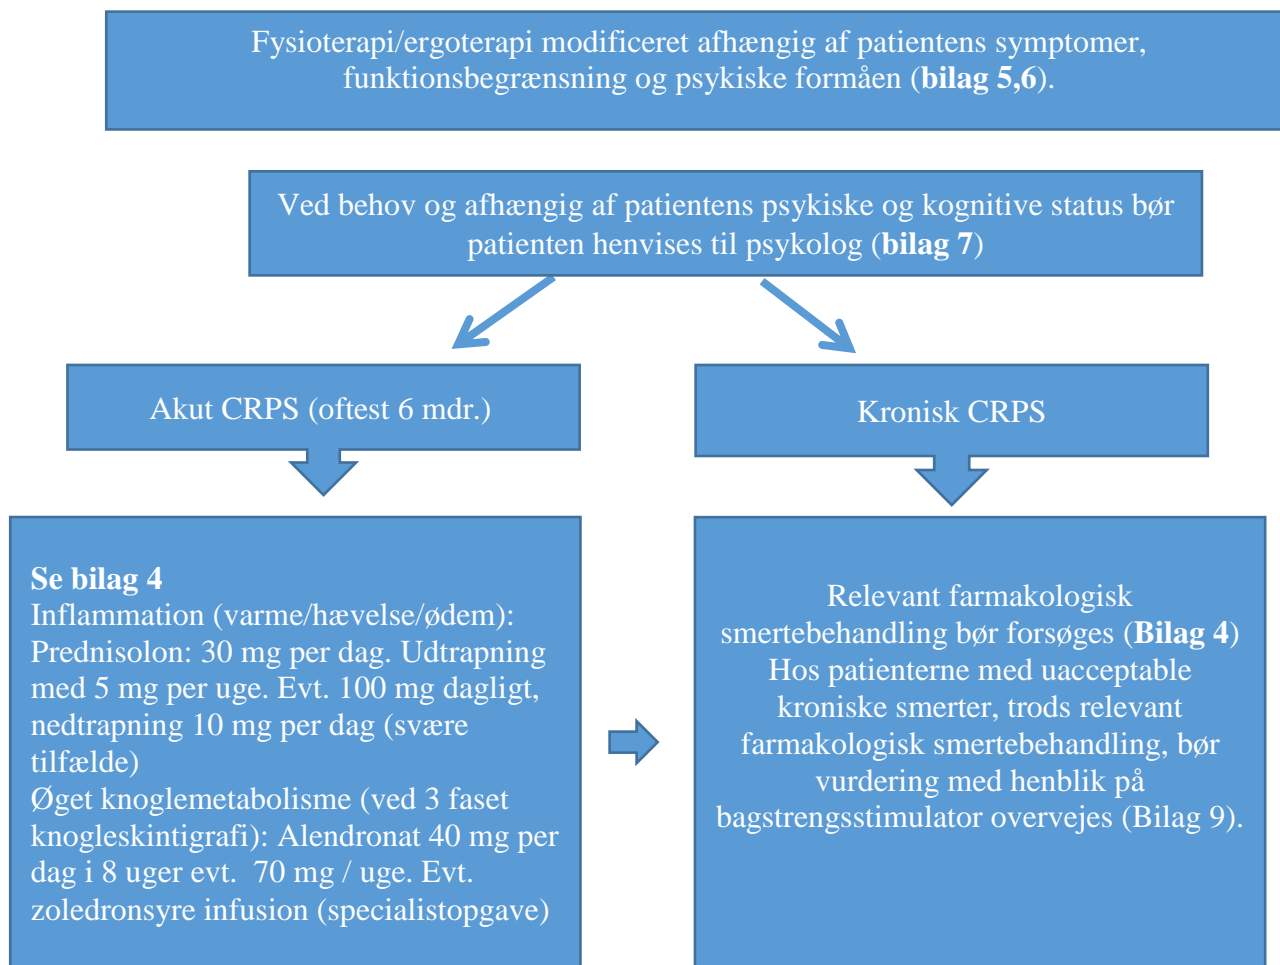 Fysioterapi/ergoterapi modificeret afhængig af patientens symptomer,
funktionsbegrænsning og psykiske formåen (bilag 5,6).
Ved behov og afhængig af patientens psykiske og kognitive status bør
patienten henvises til psykolog (bilag 7)
Akut CRPS (oftest 6 mdr.)
Kronisk CRPS
Se bilag 4
Inflammation (varme/hævelse/ødem):
Prednisolon: 30 mg per dag. Udtrapning
med 5 mg per uge. Evt. 100 mg dagligt,
nedtrapning 10 mg per dag (svære
tilfælde)
Øget knoglemetabolisme (ved 3 faset
knogleskintigrafi): Alendronat 40 mg per
dag i 8 uger evt.  70 mg / uge. Evt.
zoledronsyre infusion (specialistopgave)
Relevant farmakologisk
smertebehandling bør forsøges (Bilag 4)
Hos patienterne med uacceptable
kroniske smerter, trods relevant
farmakologisk smertebehandling, bør
vurdering med henblik på
bagstrengsstimulator overvejes (Bilag 9).